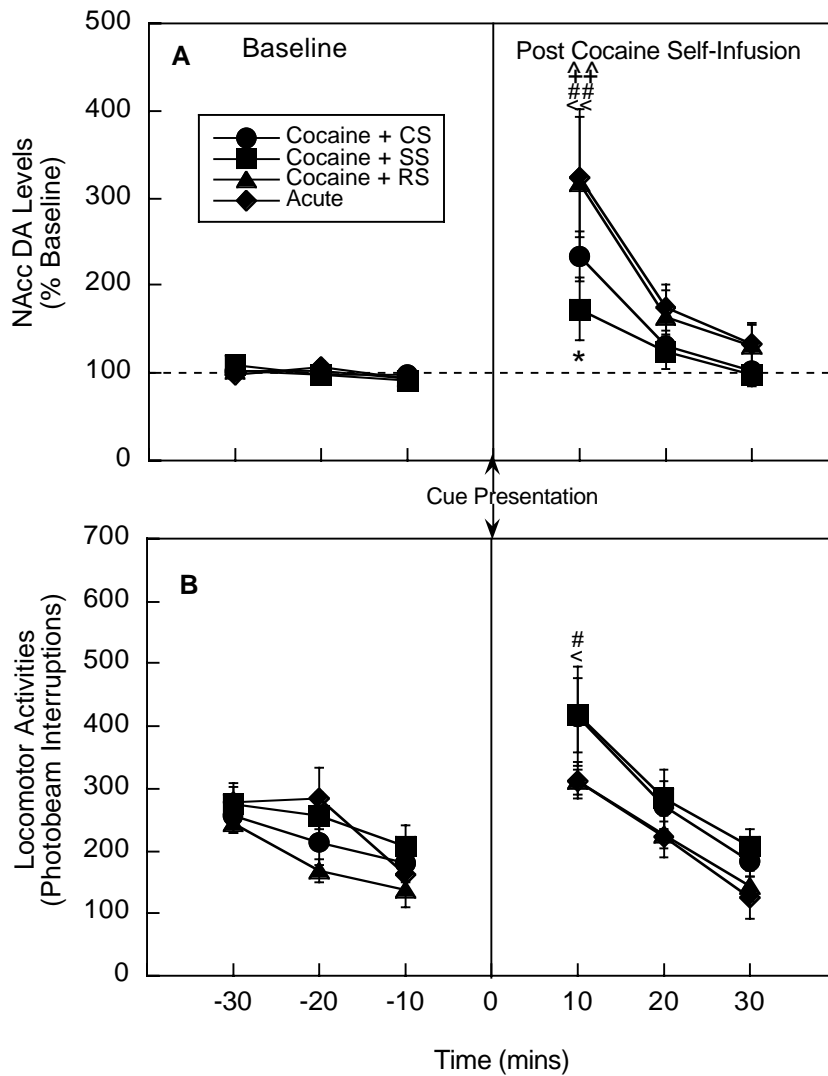 500
A
Baseline
Post Cocaine Self-Infusion
^^
++
##
<<
400
Cocaine + CS
Cocaine + SS
Cocaine + RS
Acute
300
200
100
0
*
NAcc DA Levels
(% Baseline)
Cue Presentation
700
B
600
500
400
300
200
100
0
#
<
Locomotor Activities
(Photobeam Interruptions)
-30 -20 -10 0 10 20 30
Time (mins)